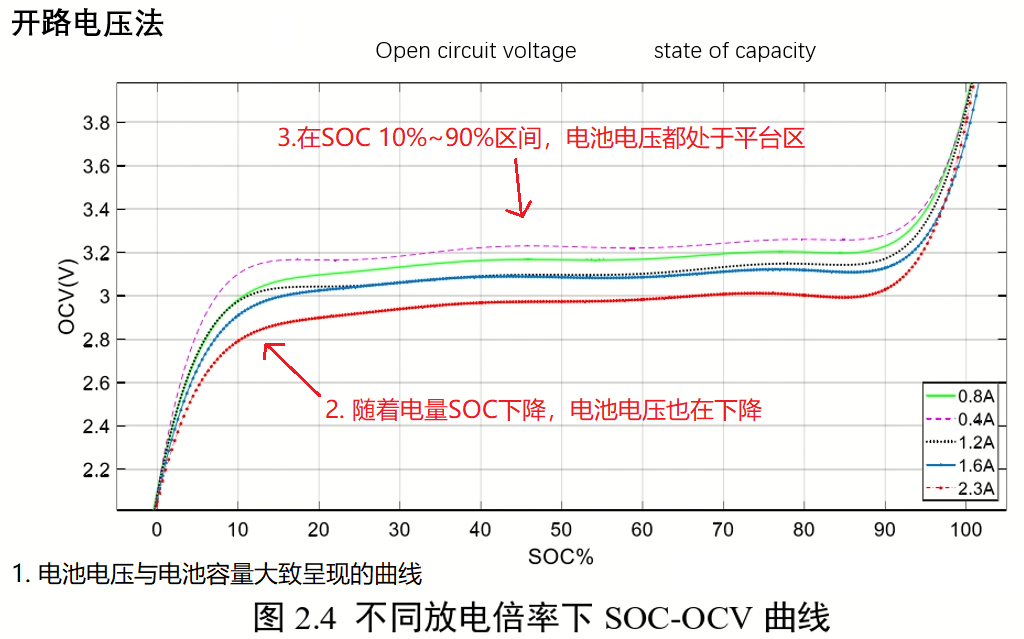 开路电压法
Open circuit voltage state of capacity
3.在SOC 10%~90%区间，电池电压都处于平台区
3.8
3.6
3.4
3.2
3
2.8
2.6
2.4
2.2
OCV(V)
2. 随着电量SOC下降，电池电压也在下降
0.8A
0.4A
1.2A
1.6A
2.3A
0 10 20 30 40 50 60 70 80 90 100
SOC%
1. 电池电压与电池容量大致呈现的曲线
图 2.4 不同放电倍率下 SOC-OCV 曲线